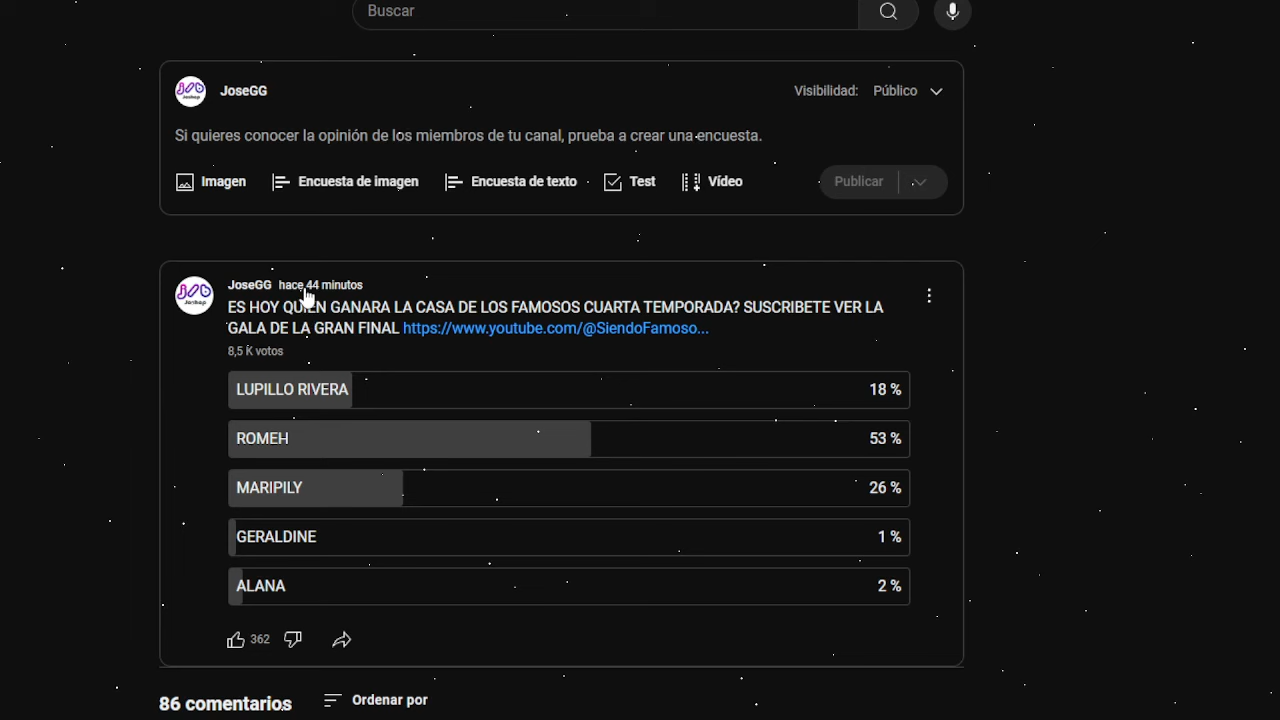 Buscar
JoseGG
Visibilidad: Público
Si quieres conocer la opinión de los miembros de tu canal, prueba a crear una encuesta.
Imagen
Encuesta de imagen
Encuesta de texto
Test
Vídeo
Publicar
JoseGG hace 44 minutos
ES HOY QUIEN GANARA LA CASA DE LOS FAMOSOS CUARTA TEMPORADA? SUSCRIBETE VER LA
GALA DE LA GRAN FINAL https://www.youtube.com/@SiendoFamoso...
8,5 K votos
LUPILLO RIVERA 18 %
ROMEH 53 %
MARIPILY 26 %
GERALDINE 1 %
ALANA 2 %
362
86 comentarios
Ordenar por